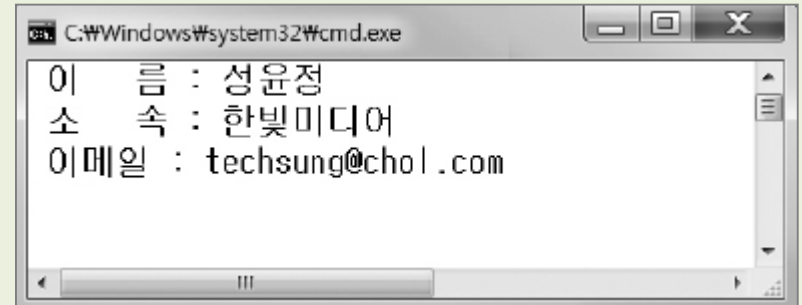 C:₩Windows₩system32₩cmd.exe
이   름 : 성윤정
소   속 : 한빛미디어
이메일 : techsung@chol.com